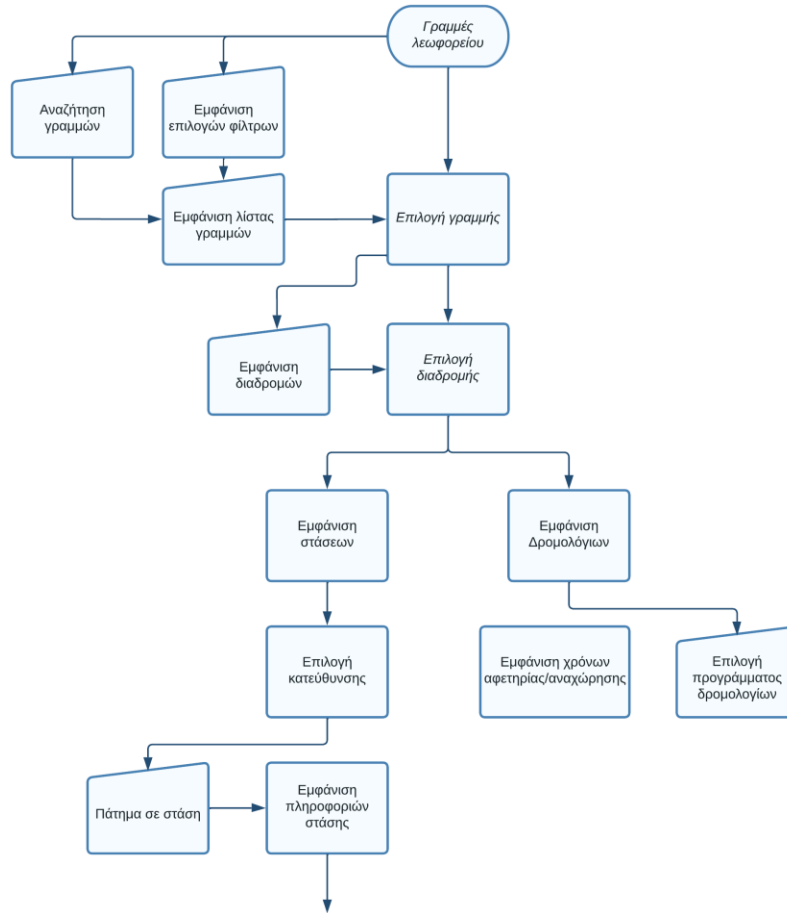 Γραμμές
λεωφορείου
Αναζήτηση
γραμμών
Εμφάνιση
επιλογών φίλτρων
Εμφάνιση λίστας
γραμμών
Επιλογή γραμμής
Εμφάνιση
διαδρομών
Επιλογή
διαδρομής
Εμφάνιση
στάσεων
Εμφάνιση
Δρομολόγιων
Επιλογή
κατεύθυνσης
Εμφάνιση χρόνων
αφετηρίας/αναχώρησης
Επιλογή
προγράμματος
δρομολογίων
Πάτημα σε στάση
Εμφάνιση
πληροφοριών
στάσης